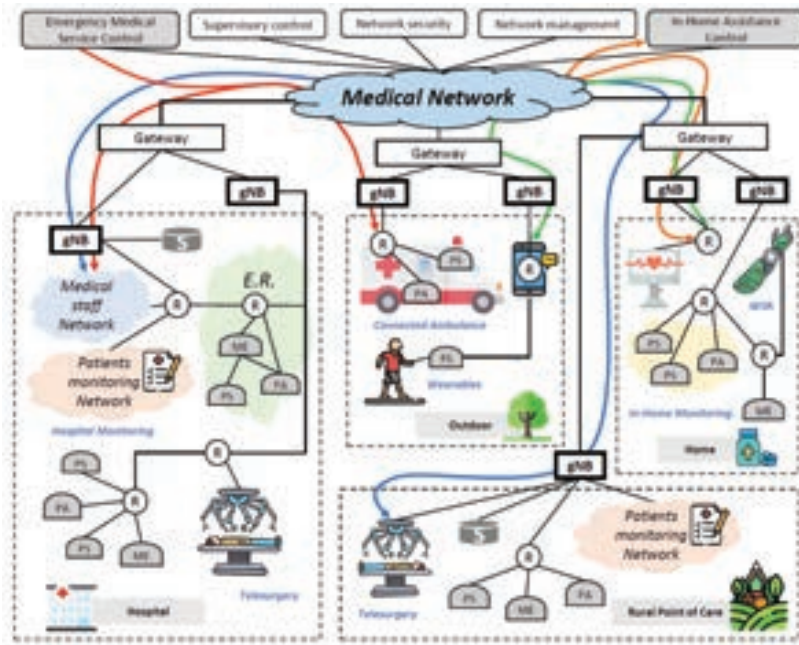 Emergency Medical
Service Control
Supervisory control
Network security
Network management
In-Home Assistance
Control
Medical Network
Gateway
Gateway
Gateway
gNB
gNB
gNB
gNB
gNB
gNB
S
R
PS
R
R
PA
Medical
staff
Network
E.R.
R
R
ME
Connected Ambulance
R
PS
PA
PS
PA
R
Patients
monitoring
Network
PS
PS
PA
Wearables
ME
Hospital Monitoring
Outdoor
In-Home Monitoring
Home
R
gNB
PS
PA
R
PS
ME
S
Patients
monitoring
Network
R
Telesurgery
PS
ME
PA
Hospital
Telesurgery
Rural Point of Care